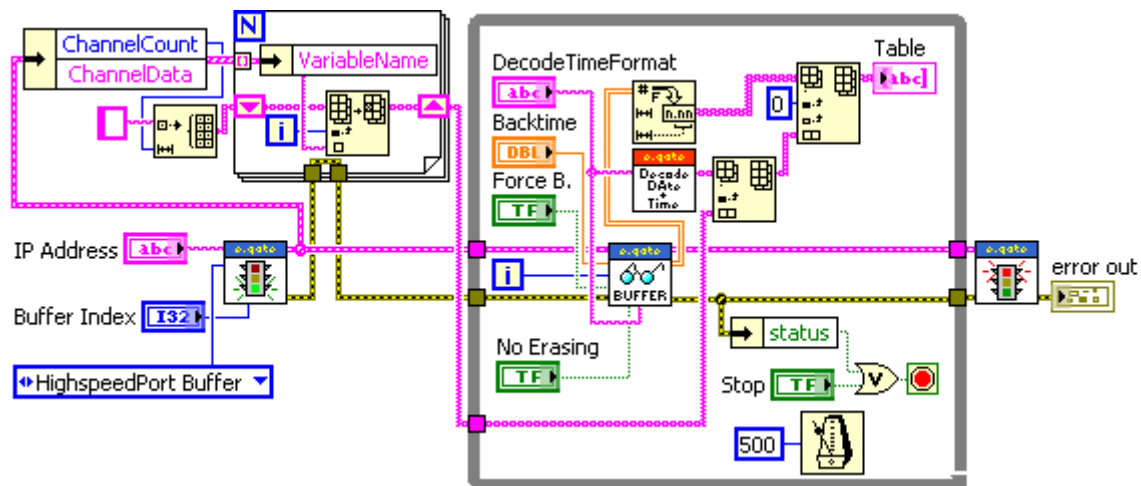 ChannelCount
ChannelData
N
VariableName
i
IP Address
abc
e.gate
Buffer Index
I32
HighspeedPort Buffer
DecodeTimeFormat
abc
Backtime
DBL
Force B.
TF
#
F
n.nn
e.gate
Decode
DAte
+
Time
0
Table
abc
i
e.gate
BUFFER
No Erasing
TF
status
Stop
TF
V
500
e.gate
error out